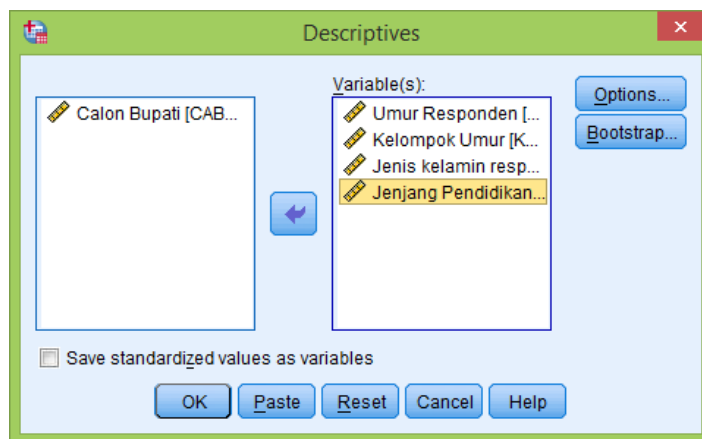 Descriptives
Variable(s):
Calon Bupati [CAB...
Umur Responden [...
Kelompok Umur [K...
Jenis kelamin resp...
Jenjang Pendidikan...
Options...
Bootstrap...
Save standardized values as variables
OK Paste Reset Cancel Help